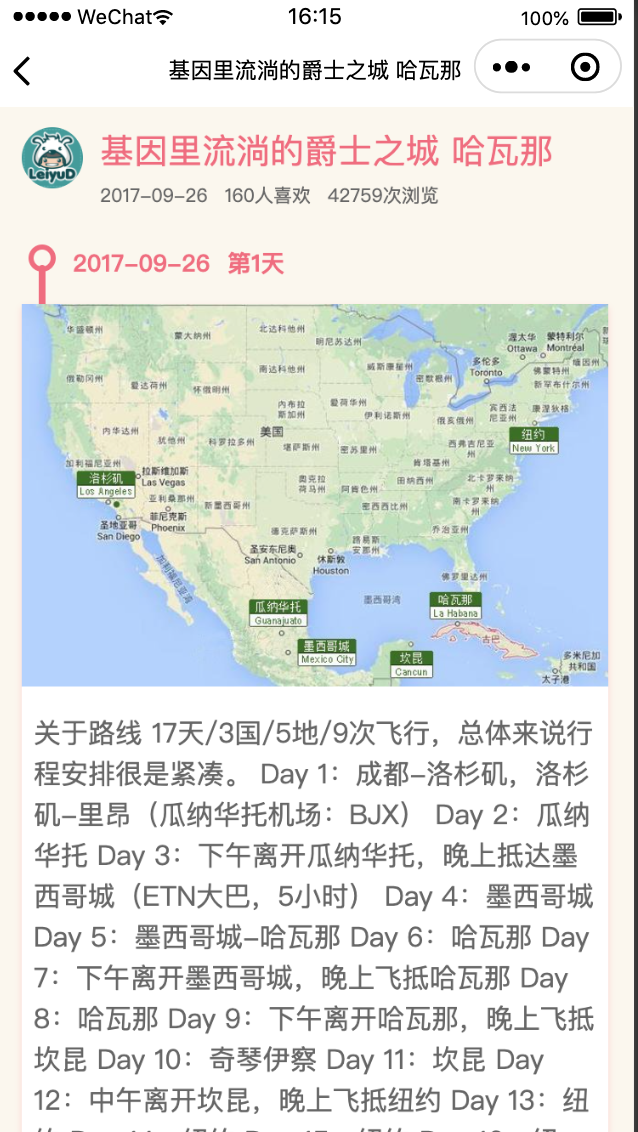 WeChat 16:15 100%
基因里流淌的爵士之城 哈瓦那
LeiyuD
基因里流淌的爵士之城 哈瓦那
2017-09-26 160人喜欢 42759次浏览
2017-09-26 第1天
华盛顿州
蒙大纳州
北达科他州
明尼苏达州
渥太华
Ottawa
蒙特利尔
Montréal
缅因州
俄勒冈州
爱达荷州
怀俄明州
南达科他州
威斯康星州
密歇根州
多伦多
Toronto
佛蒙特州
新罕布什尔州
内布拉
斯加州
爱荷华州
伊利诺斯州
俄亥俄州
宾西法
尼亚州
康涅狄格
纽约
New York
内华达州
犹他州
科罗拉多州
美国
堪萨斯州
密苏里州
西弗吉尼亚
州
加利福尼亚州
洛杉矶
Los Angeles
拉斯维加斯
Las Vegas
亚利桑那州
菲尼克斯
Phoenix
新墨西哥州
奥克拉
荷马州
阿肯色州
肯塔基州
田纳西州
北卡罗来纳
州
南卡罗来纳
州
密西西比州
圣地亚哥
San Diego
德克萨斯州
路易斯
安那州
乔治亚州
圣安东尼奥
San Antonio
休斯敦
Houston
佛罗里达州
加利福尼亚湾
瓜纳华托
Guanajuato
墨西哥湾
哈瓦那
La Habana
古巴
墨西哥城
Mexico City
坎昆
Cancun
多米尼加
共和国
太子港
关于路线 17天/3国/5地/9次飞行，总体来说行
程安排很是紧凑。 Day 1：成都-洛杉矶，洛杉
矶-里昂（瓜纳华托机场：BJX） Day 2：瓜纳
华托 Day 3：下午离开瓜纳华托，晚上抵达墨
西哥城（ETN大巴，5小时） Day 4：墨西哥城
Day 5：墨西哥城-哈瓦那 Day 6：哈瓦那 Day
7：下午离开墨西哥城，晚上飞抵哈瓦那 Day
8：哈瓦那 Day 9：下午离开哈瓦那，晚上飞抵
坎昆 Day 10：奇琴伊察 Day 11：坎昆 Day
12：中午离开坎昆，晚上飞抵纽约 Day 13：纽